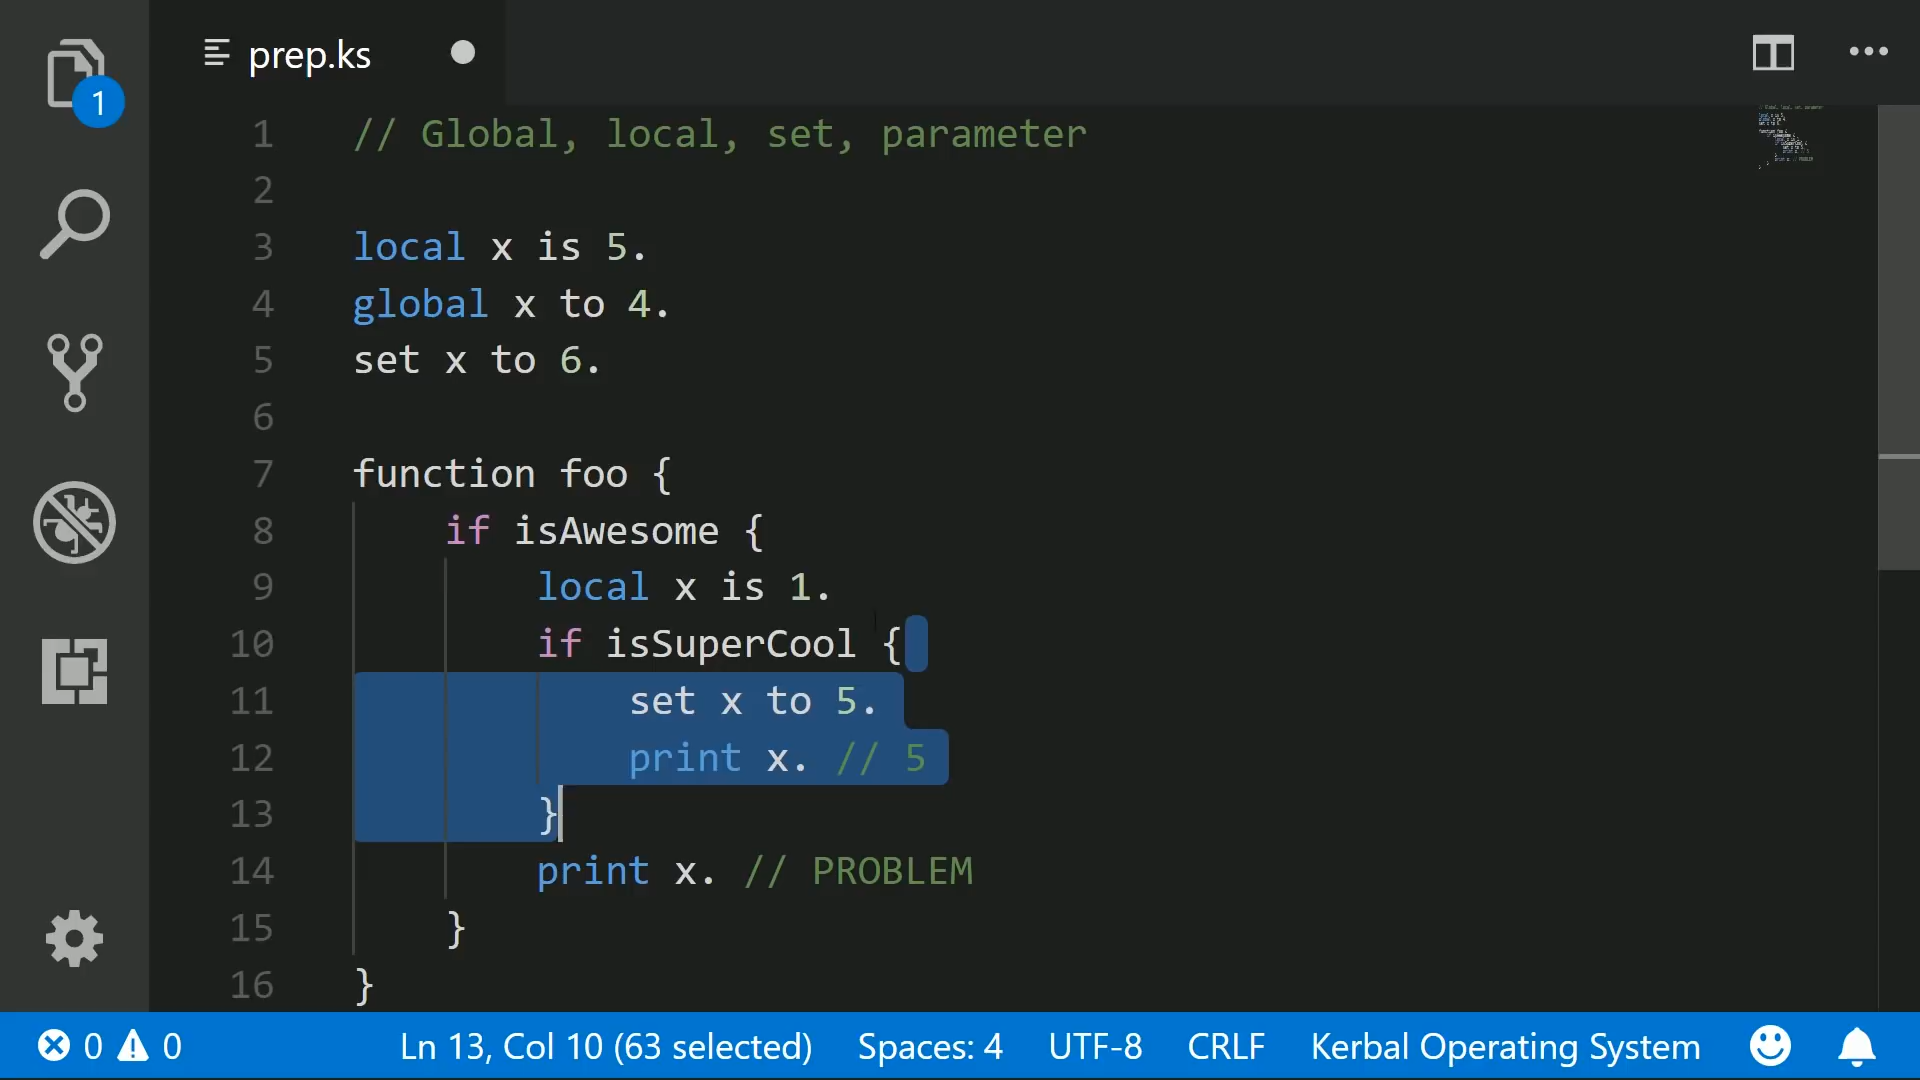 prep.ks
1
1 // Global, local, set, parameter
2
3 local x is 5.
4 global x to 4.
5 set x to 6.
6
7 function foo {
8 if isAwesome {
9 local x is 1.
10 if isSuperCool {
11 set x to 5.
12 print x. // 5
13 }
14 print x. // PROBLEM
15 }
16 }
0 0 Ln 13, Col 10 (63 selected) Spaces: 4 UTF-8 CRLF Kerbal Operating System